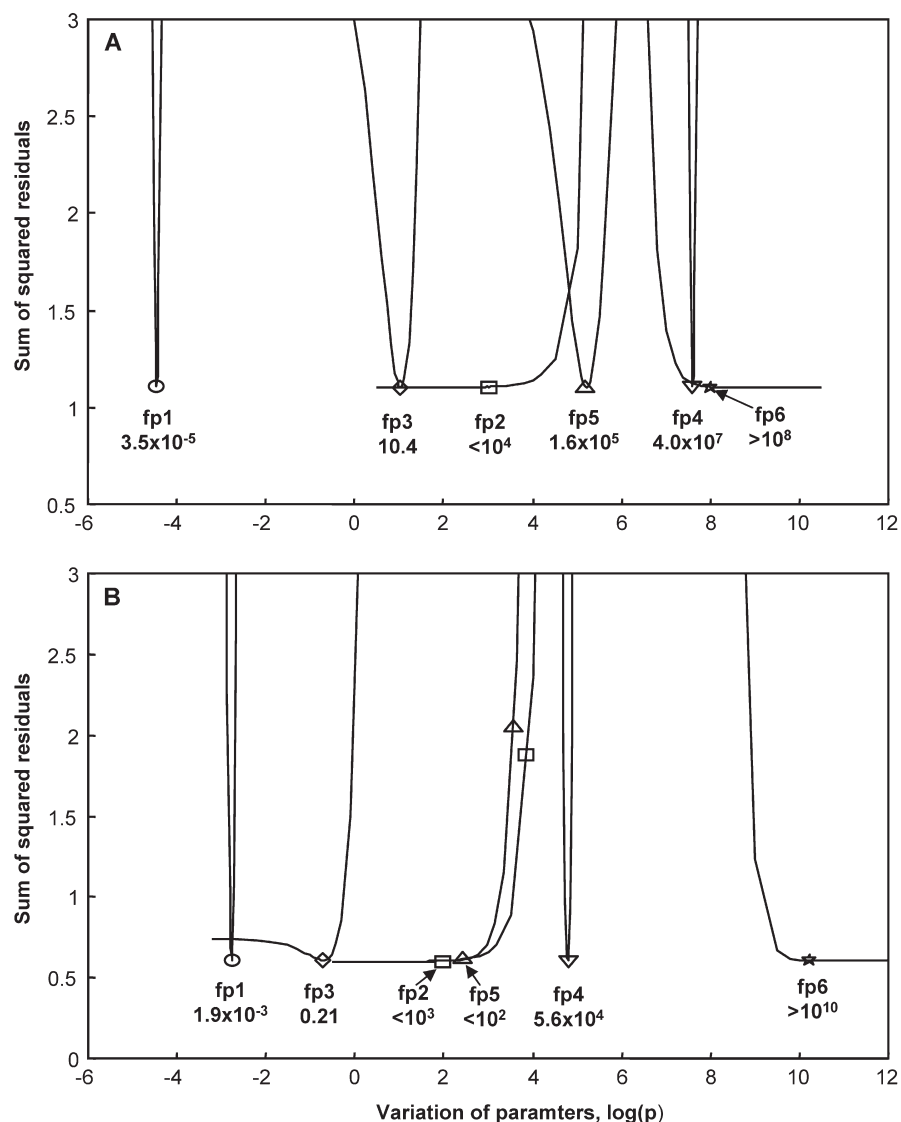 3
A
2.5
2
1.5
1
0.5
Sum of squared residuals
fp1
3.5x10-5
fp3
10.4
fp2
<104
fp5
1.6x105
fp4
4.0x107
fp6
>108
-6 -4 -2 0 2 4 6 8 10 12
3
B
2.5
2
1.5
1
0.5
0
Sum of squared residuals
fp1
1.9x10-3
fp3
0.21
fp2
<103
fp5
<102
fp4
5.6x104
fp6
>1010
-6 -4 -2 0 2 4 6 8 10 12
Variation of paramters, log(p)